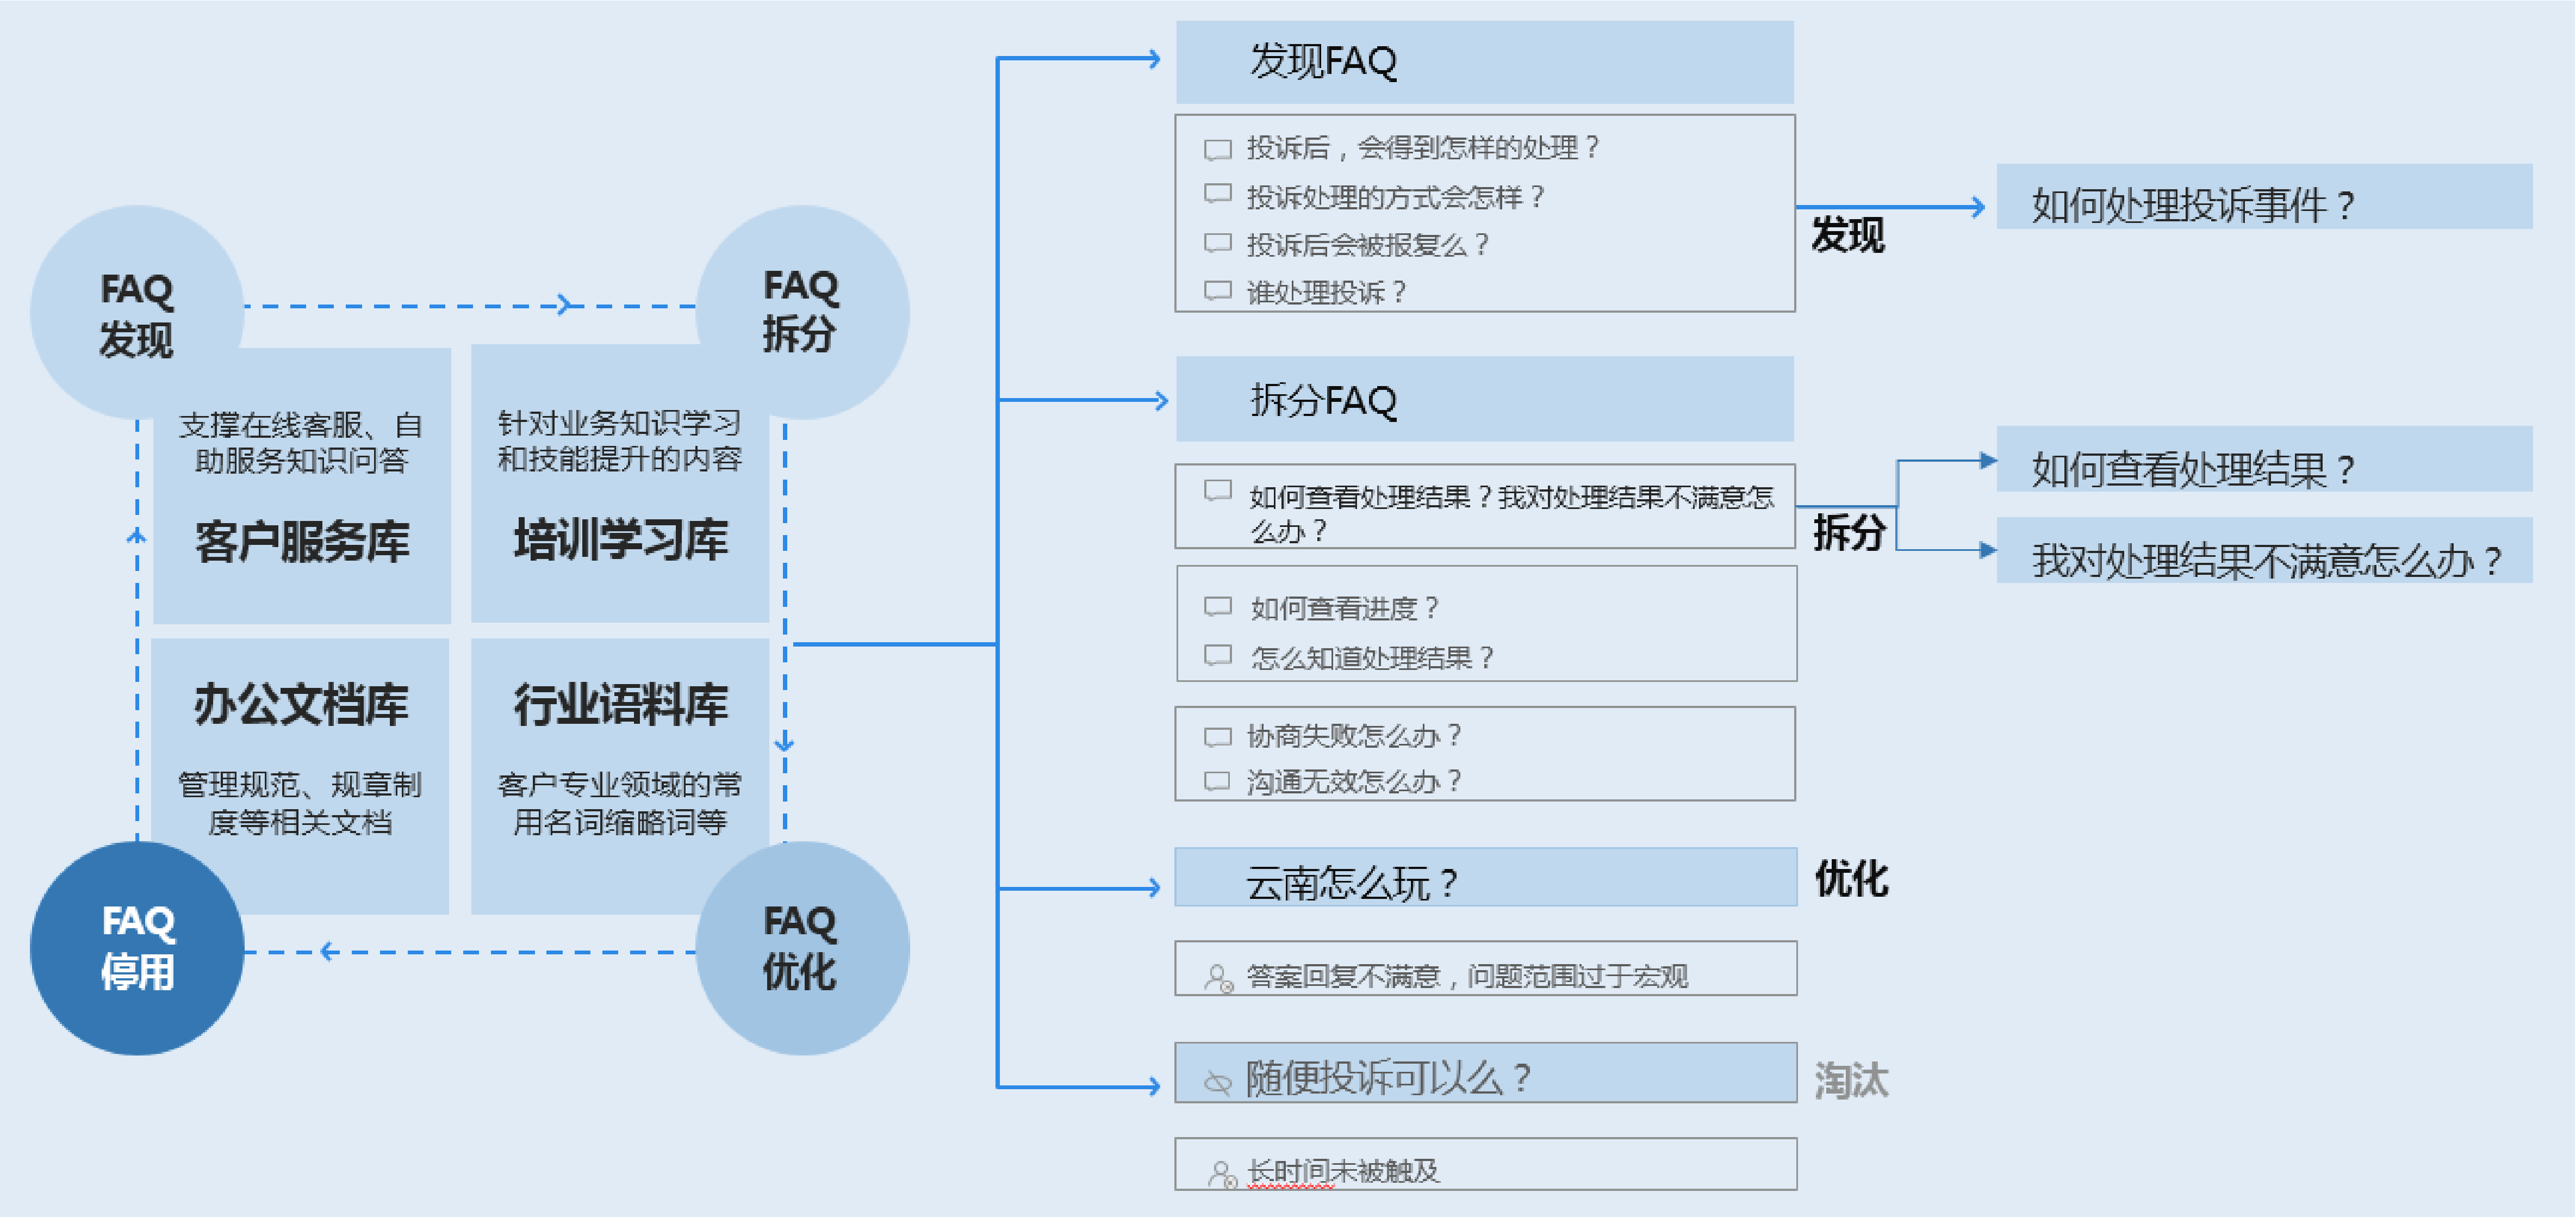 FAQ
发现
FAQ
拆分
支撑在线客服、自
助服务知识问答
客户服务库
针对业务知识学习
和技能提升的内容
培训学习库
办公文档库
管理规范、规章制
度等相关文档
行业语料库
客户专业领域的常
用名词缩略词等
FAQ
停用
FAQ
优化
发现FAQ
投诉后，会得到怎样的处理？
投诉处理的方式会怎样？
投诉后会被报复么？
谁处理投诉？
发现
如何处理投诉事件？
拆分FAQ
如何查看处理结果？我对处理结果不满意怎
么办？
拆分
如何查看处理结果？
我对处理结果不满意怎么办？
如何查看进度？
怎么知道处理结果？
协商失败怎么办？
沟通无效怎么办？
云南怎么玩？
优化
答案回复不满意，问题范围过于宏观
随便投诉可以么？
淘汰
长时间未被触及